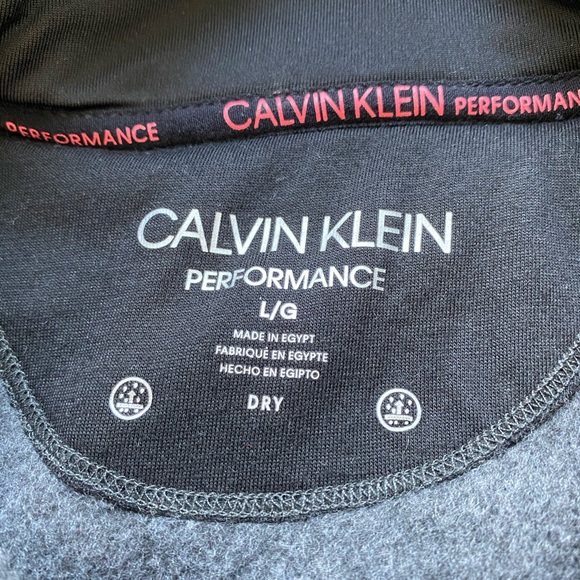 PERFORMANCE CALVIN KLEIN PERFORMAN
CALVIN KLEIN
PERFORMANCE
L/G
MADE IN EGYPT
FABRIQUÉ EN EGYPTE
HECHO EN EGIPTO
DRY